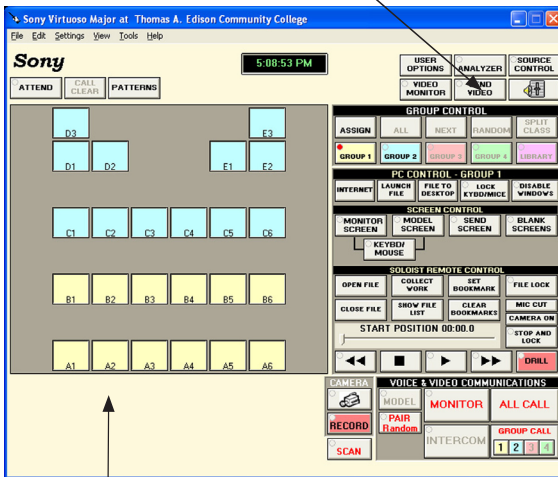 Sony Virtuoso Major at Thomas A. Edison Community College
File Edit Settings View Tools Help
Sony
5:08:53 PM
USER OPTIONS
ANALYZER
SOURCE CONTROL
ATTEND
CALL CLEAR
PATTERNS
VIDEO MONITOR
VIDEO
D3
E3
D1 D2 E1 E2
C1 C2 C3 C4 C5 C6
B1 B2 B3 B4 B5 B6
A1 A2 A3 A4 A5 A6
GROUP CONTROL
ASSIGN ALL NEXT RANDOM SPLIT CLASS
GROUP 1 GROUP 2 GROUP 3 GROUP 4 LIBRARY
PC CONTROL - GROUP 1
INTERNET
LAUNCH FILE
FILE TO DESKTOP
LOCK KYBD/MICE
DISABLE WINDOWS
SCREEN CONTROL
MONITOR SCREEN
MODEL SCREEN
SEND SCREEN
BLANK SCREENS
KEYBD/ MOUSE
SOLOIST REMOTE CONTROL
OPEN FILE
COLLECT WORK
SET BOOKMARK
FILE LOCK
CLOSE FILE
SHOW FILE LIST
CLEAR BOOKMARKS
MIC CUT
CAMERA ON
START POSITION 00:00.0
STOP AND LOCK
DRILL
CAMERA
VOICE & VIDEO COMMUNICATIONS
MODEL
MONITOR
ALL CALL
RECORD
PAIR Random
INTERCOM
GROUP CALL
1 2 3 4
SCAN